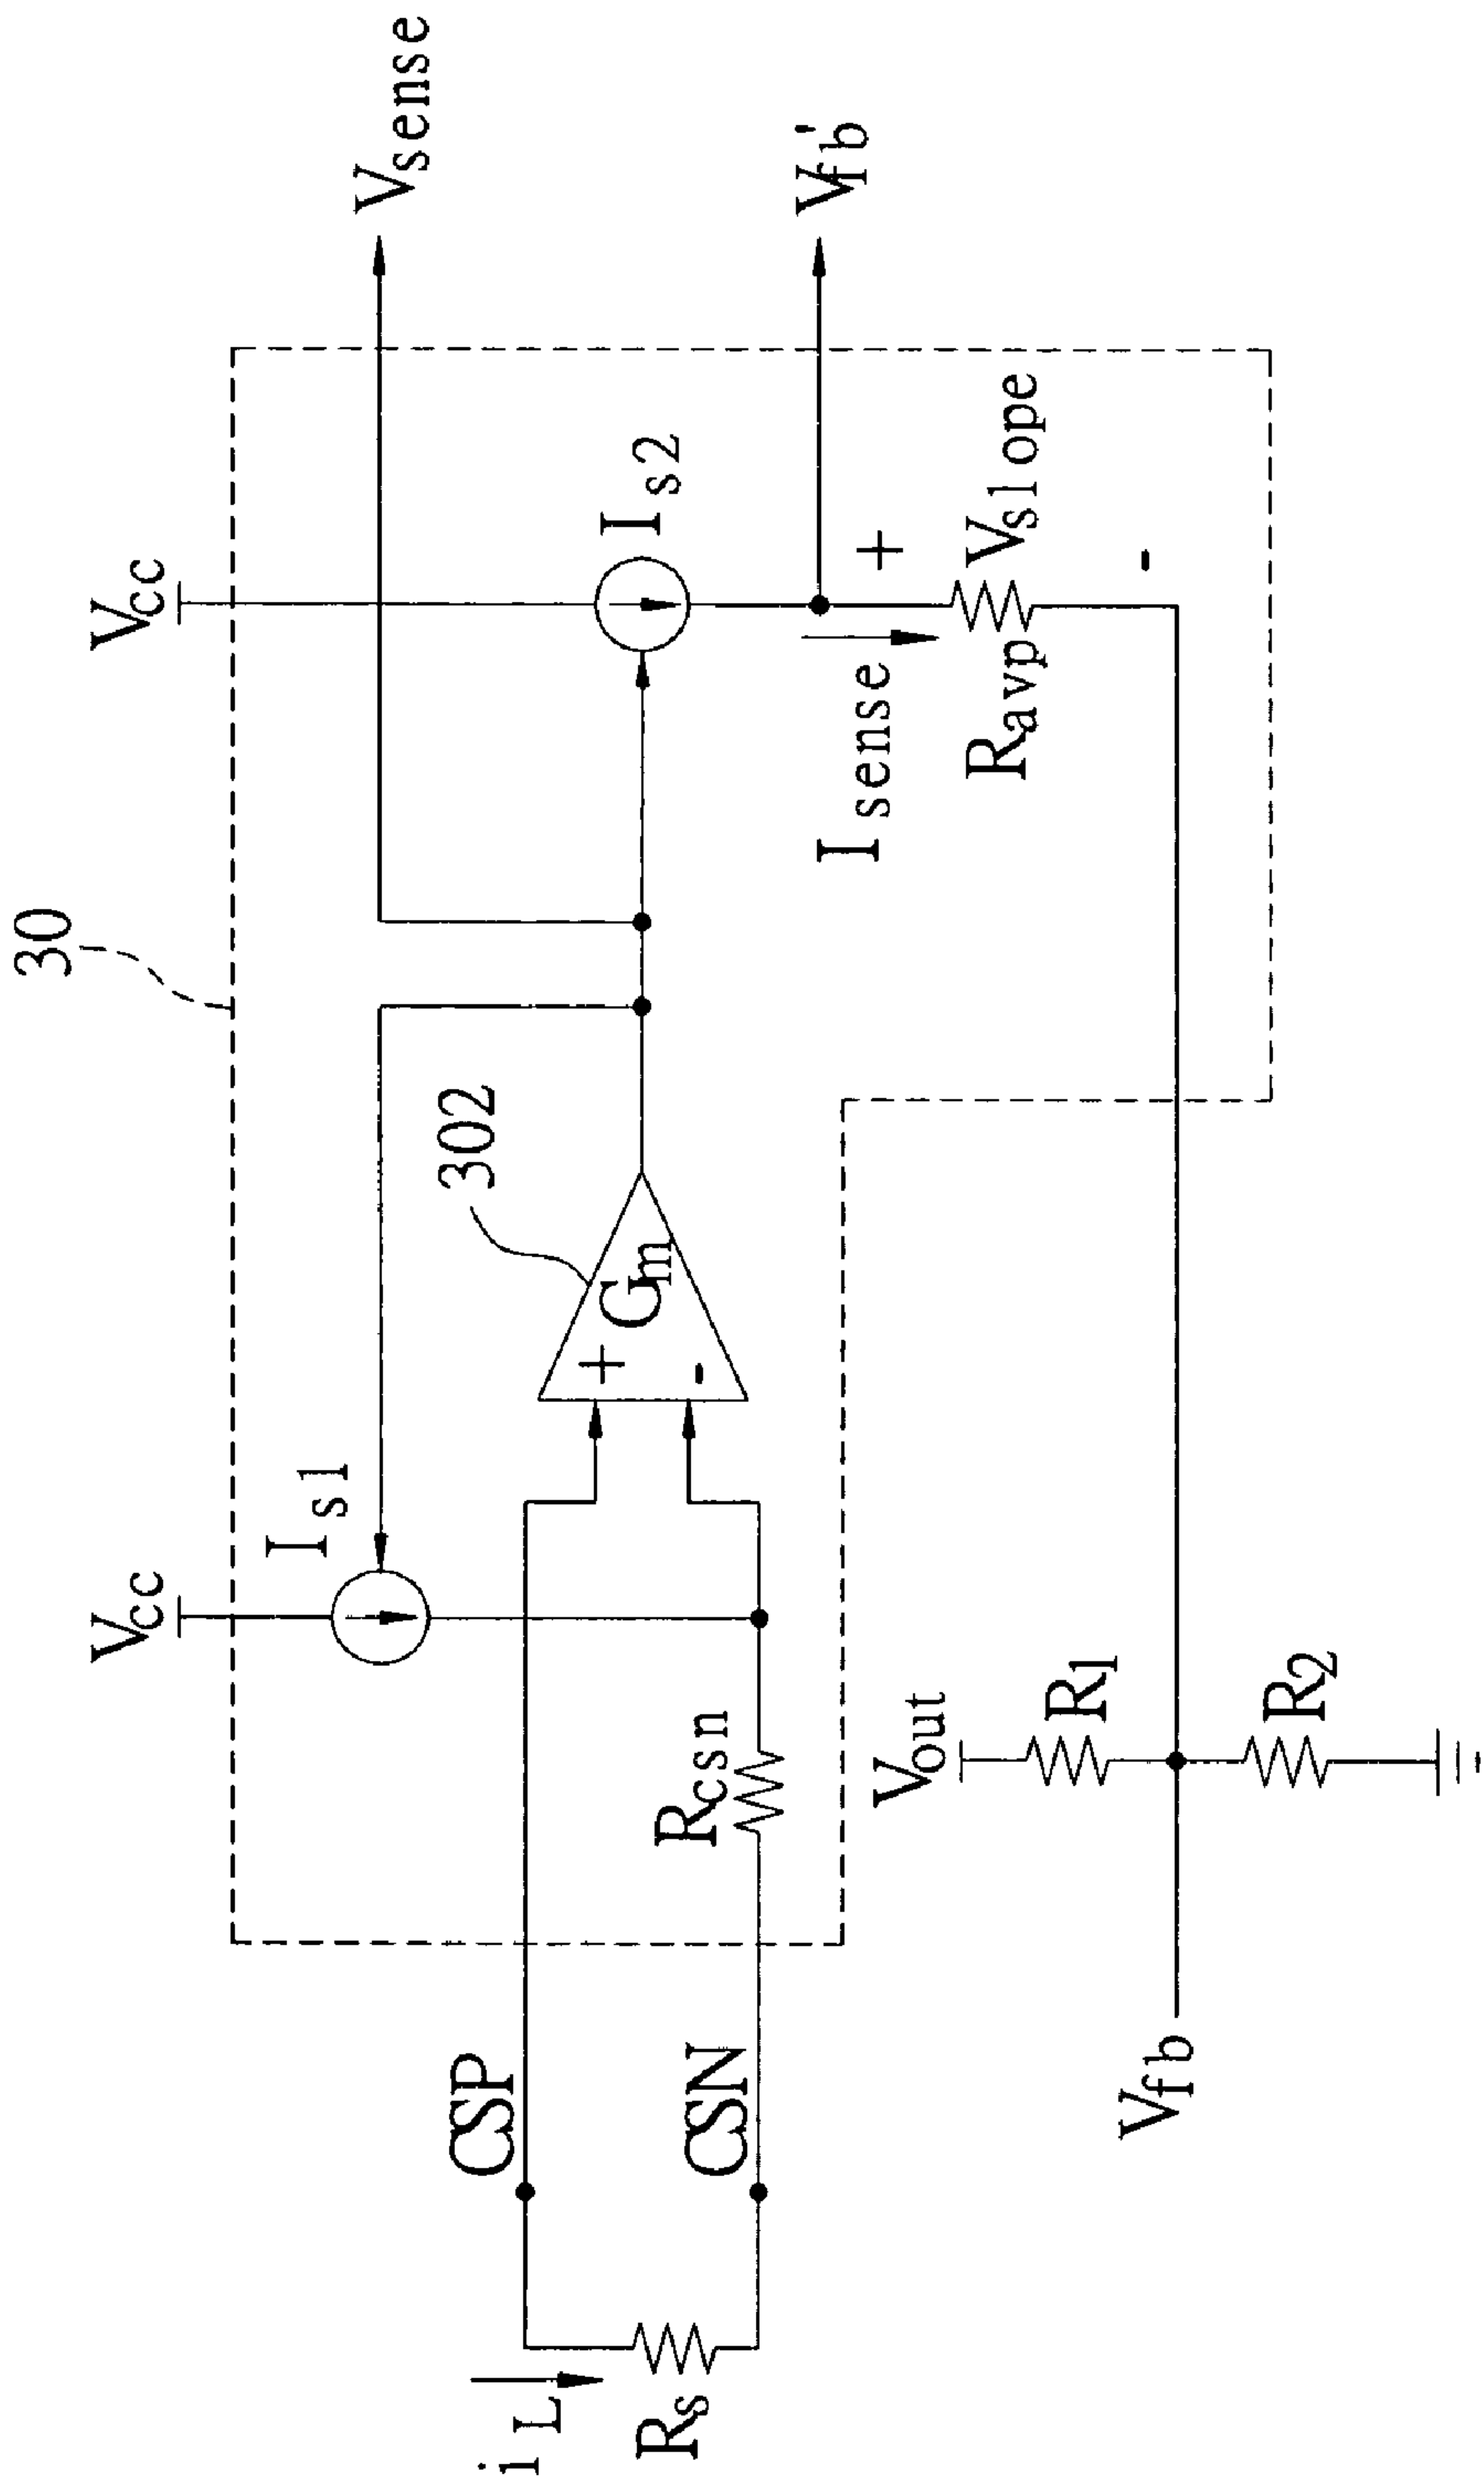 30
Vcc
Vcc
Is1
Vsense
302
Is2
+
Gm
-
CSP
iL
Rs
CSN
Rcsn
Vfb'
Isense
+
Ravp
Vslope
-
Vout
R1
Vfb
R2